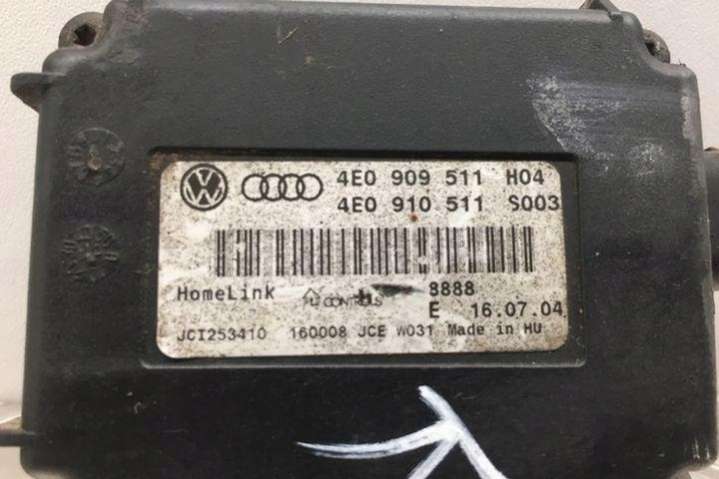 4E0 909 511 H04
4E0 910 511 S003
HomeLink CONTROLS 8888
E 16.07.04
JCI253410 160008 JCE W031 Made in HU